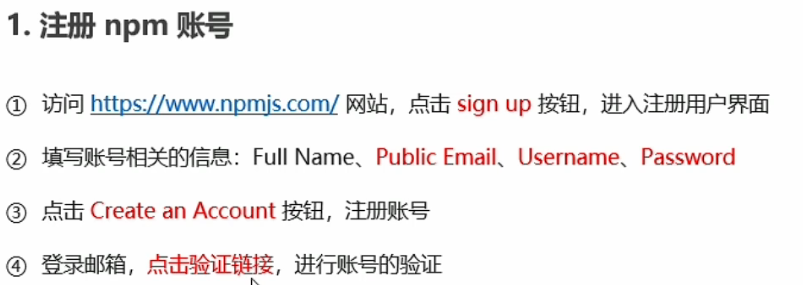 1. 注册 npm 账号
① 访问 https://www.npmjs.com/ 网站，点击 sign up 按钮，进入注册用户界面
② 填写账号相关的信息：Full Name、Public Email、Username、Password
③ 点击 Create an Account 按钮，注册账号
④ 登录邮箱，点击验证链接，进行账号的验证